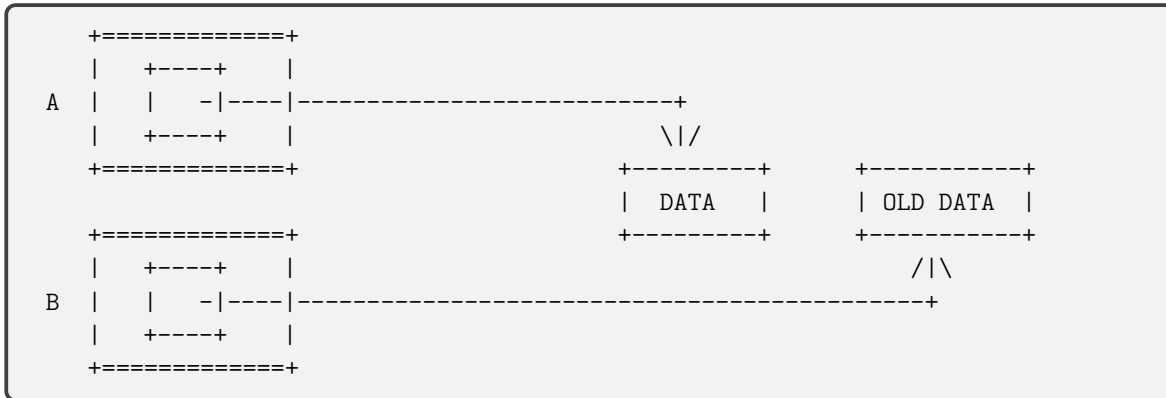 +=============+
    |   +----+    |
 A  |   |   -|----|---------------------------+
    |   +----+    |                          \|/
    +=============+                       +---------+      +-----------+
                                          |  DATA   |      | OLD DATA  |
    +=============+                       +---------+      +-----------+
    |   +----+    |                                            /|\
 B  |   |   -|----|---------------------------------------------+
    |   +----+    |
    +=============+